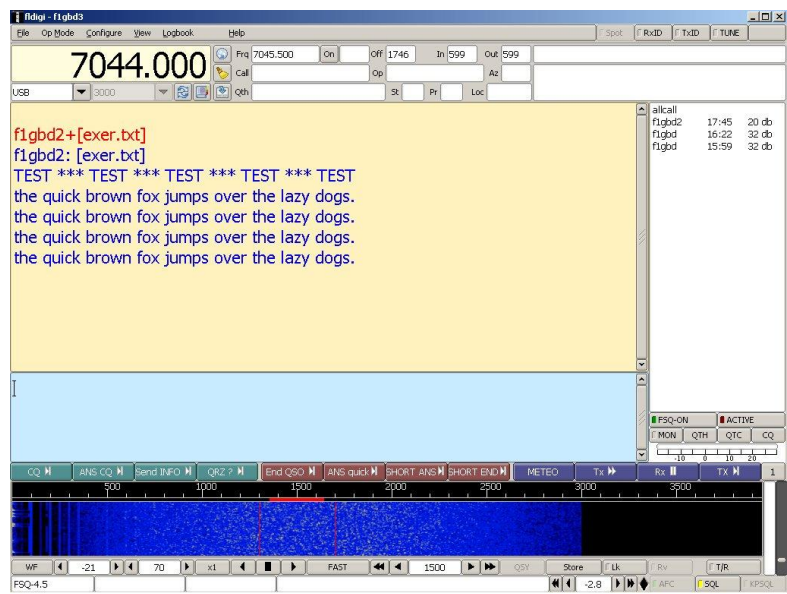 fldigi - f1gbd3
File Op Mode Configure View Logbook Help Spot RxID TxID TUNE
7044.000 Frq 7045.500 On Off 1746 In 599 Out 599
Call Op Az
USB 3000 Qth St Pr Loc
allcall
f1gbd2 17:45 20 db
f1gbd 16:22 32 db
f1gbd 15:59 32 db
f1gbd2+[exer.txt]
f1gbd2: [exer.txt]
TEST *** TEST *** TEST *** TEST *** TEST
the quick brown fox jumps over the lazy dogs.
the quick brown fox jumps over the lazy dogs.
the quick brown fox jumps over the lazy dogs.
the quick brown fox jumps over the lazy dogs.
FSQ-ON ACTIVE
MON QTH QTC CQ
-10 0 10 20
CQ ANS CQ Send INFO QRZ ? End QSO ANS quick SHORT ANS SHORT END METEO Tx Rx TX 1
500 1000 1500 2000 2500 3000 3500
WF -21 70 x1 FAST 1500 QSY Store Lk Rv T/R
FSQ-4.5 -2.8 AFC SQL KPSQL